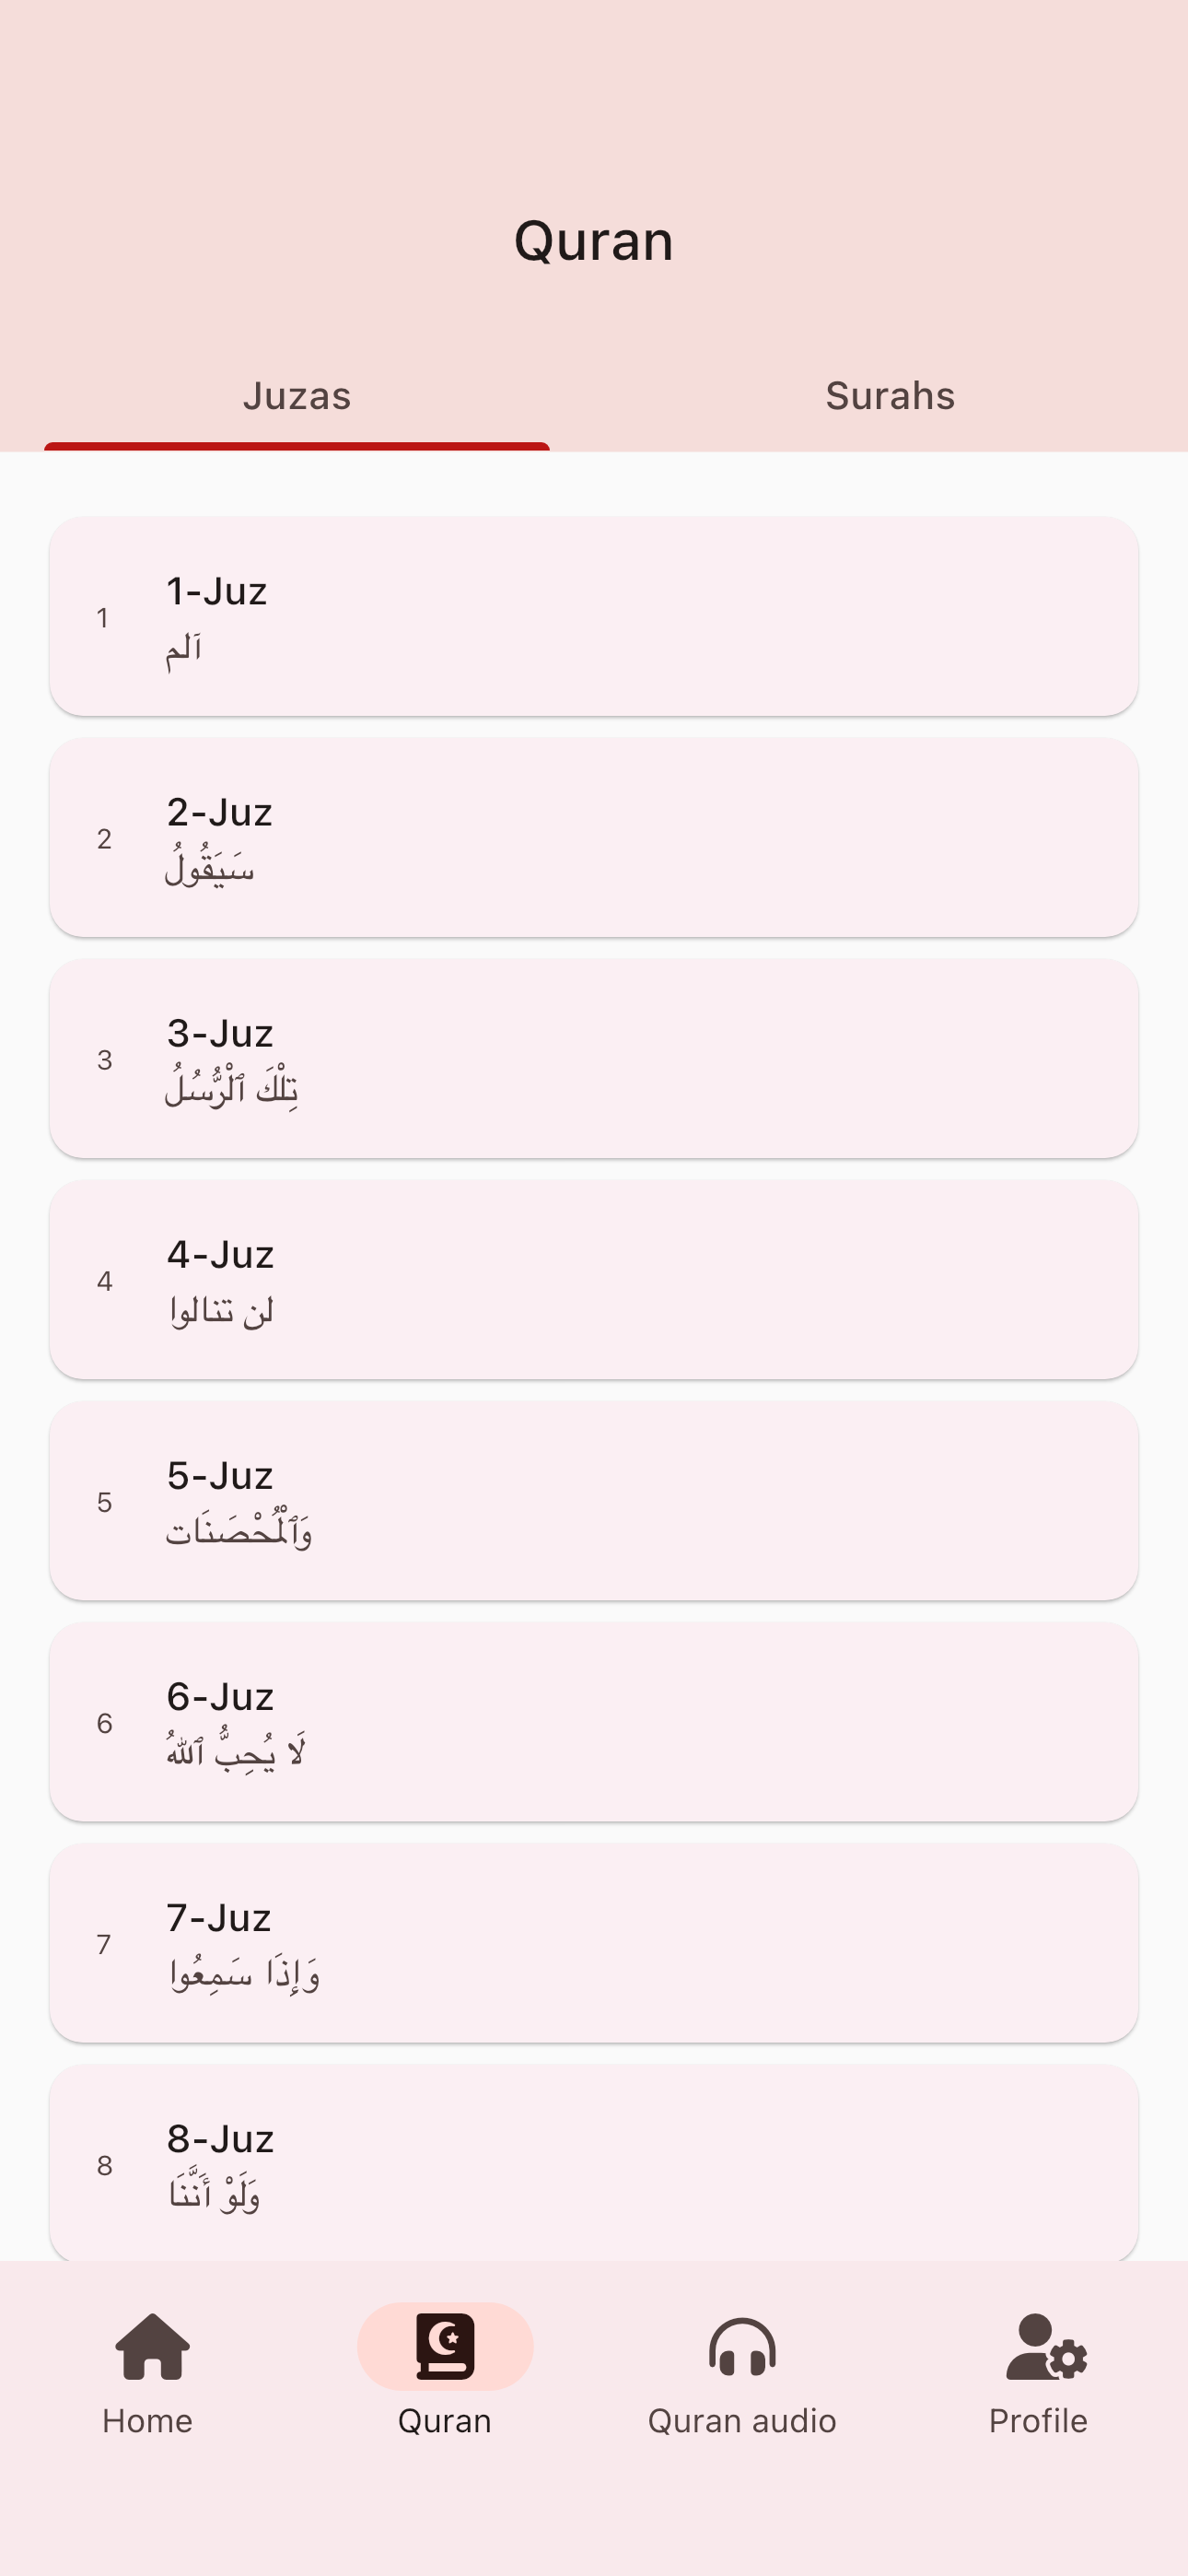 Quran
Juzas
Surahs
1
1-Juz
آلم
2
2-Juz
سَيَقُولُ
3
3-Juz
تِلْكَ ٱلْرُّسُلُ
4
4-Juz
لن تنالوا
5
5-Juz
وَٱلْمُحْصَنَات
6
6-Juz
لَا يُحِبُّ ٱللهُ
7
7-Juz
وَإِذَا سَمِعُوا
8
8-Juz
وَلَوْ أَنَّنَا
Home
Quran
Quran audio
Profile